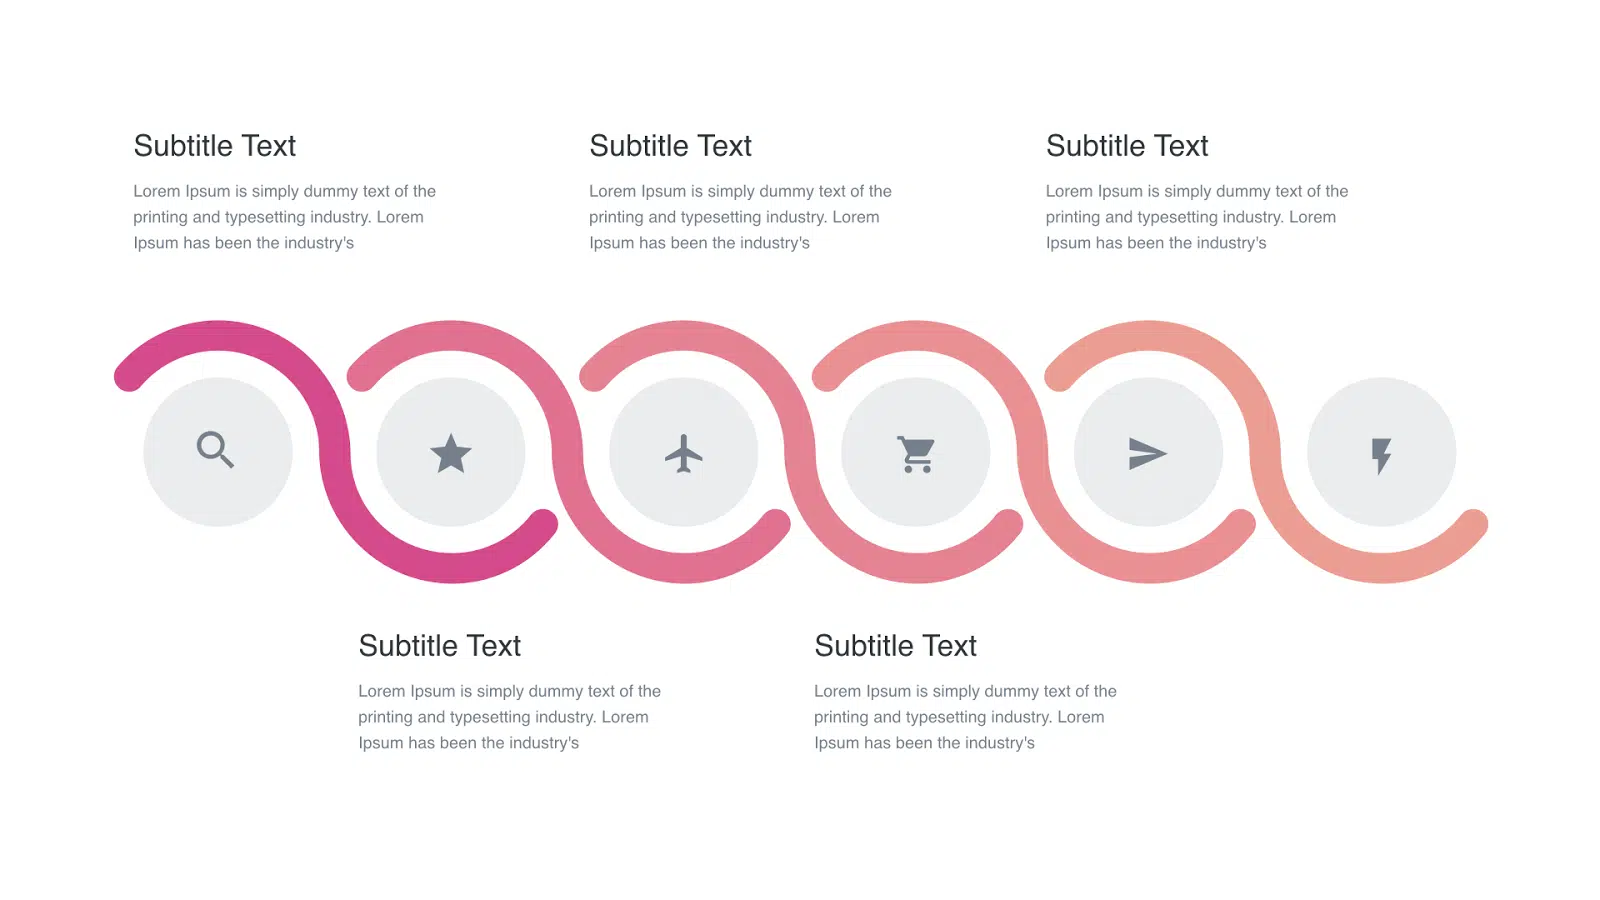 Subtitle Text
Lorem Ipsum is simply dummy text of the
printing and typesetting industry. Lorem
Ipsum has been the industry's
Subtitle Text
Lorem Ipsum is simply dummy text of the
printing and typesetting industry. Lorem
Ipsum has been the industry's
Subtitle Text
Lorem Ipsum is simply dummy text of the
printing and typesetting industry. Lorem
Ipsum has been the industry's
Subtitle Text
Lorem Ipsum is simply dummy text of the
printing and typesetting industry. Lorem
Ipsum has been the industry's
Subtitle Text
Lorem Ipsum is simply dummy text of the
printing and typesetting industry. Lorem
Ipsum has been the industry's